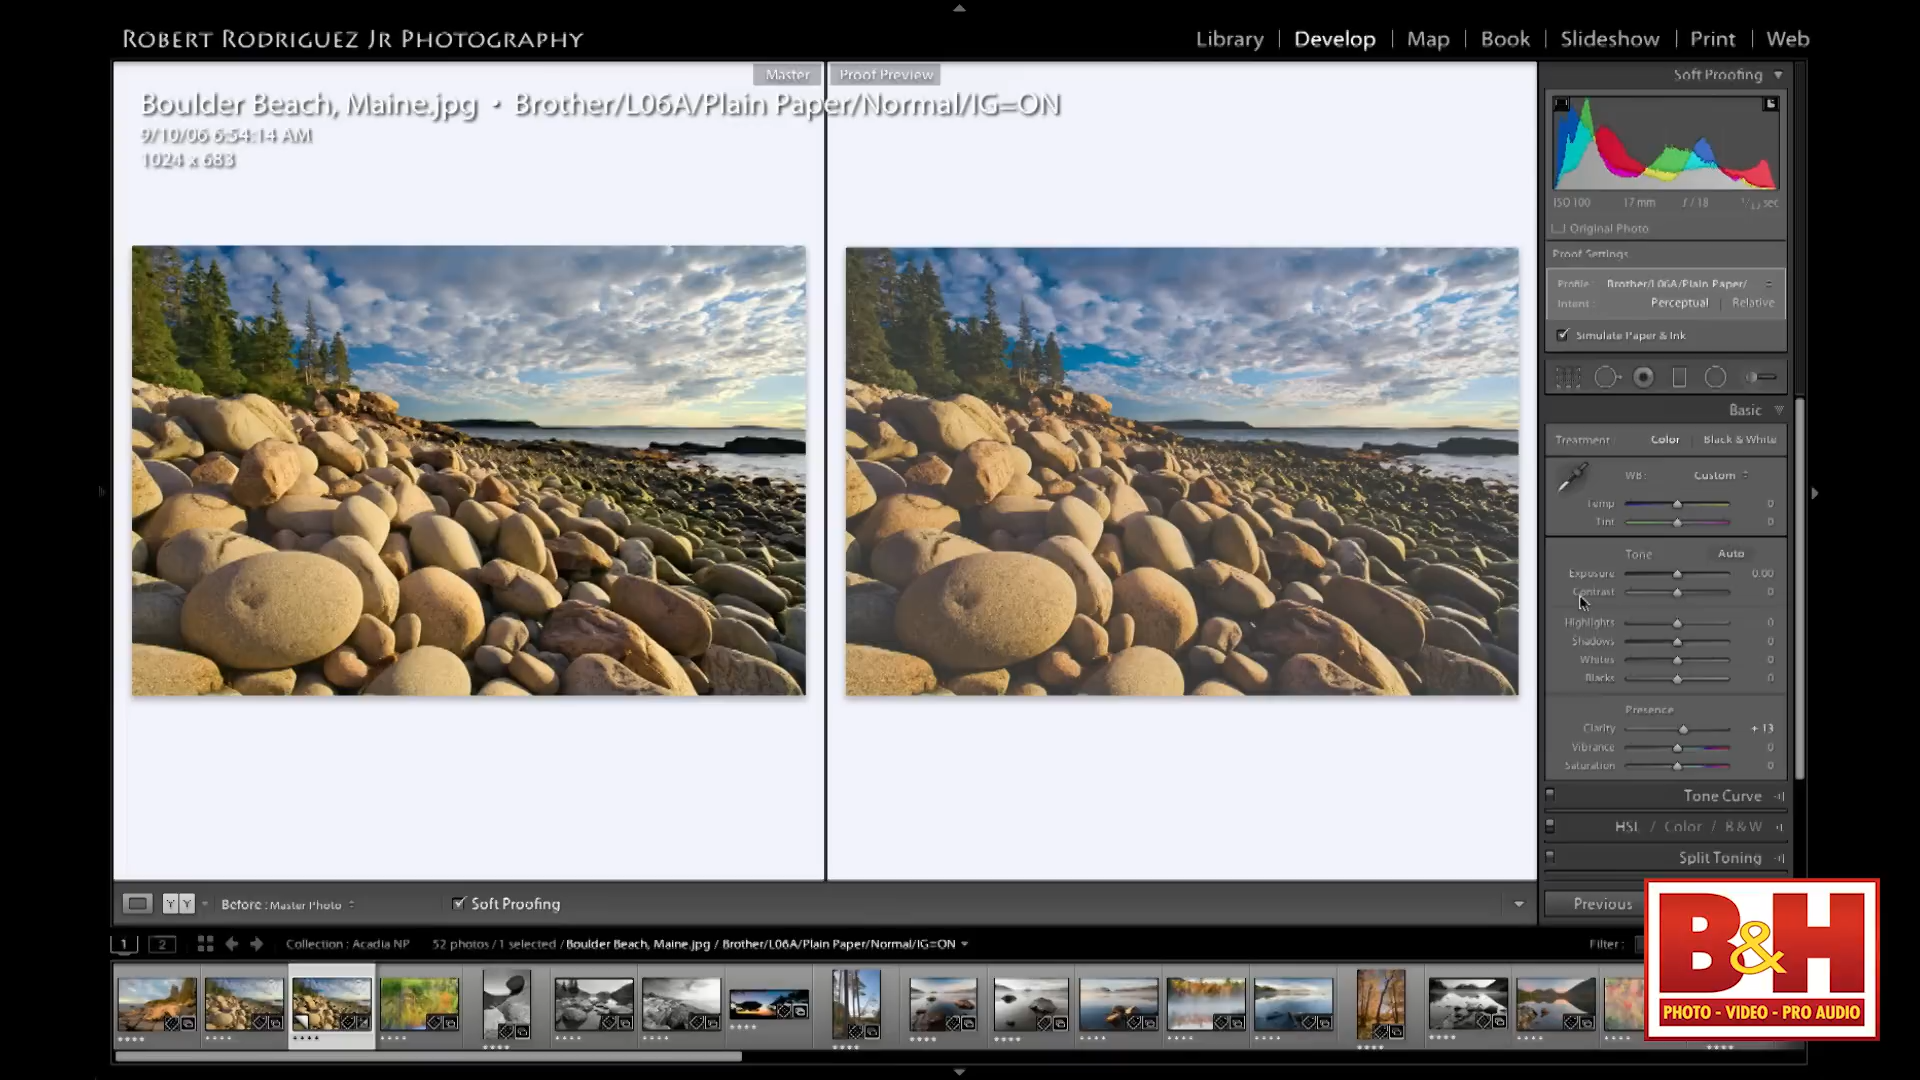 ROBERT RODRIGUEZ JR PHOTOGRAPHY
Library | Develop | Map | Book | Slideshow | Print | Web
Master
Proof Preview
Soft Proofing
Boulder Beach, Maine.jpg • Brother/L06A/Plain Paper/Normal/IG=ON
9/10/06 6:54:14 AM
1024 x 683
ISO 100 17 mm f / 18
Original Photo
Proof Settings
Profile : Brother/L06A/Plain Paper/
Intent : Perceptual | Relative
Simulate Paper & Ink
Basic
Treatment : Color | Black & White
WB : Custom
Temp 0
Tint 0
Tone Auto
Exposure 0.00
Contrast 0
Highlights 0
Shadows 0
Whites 0
Blacks 0
Presence
Clarity + 13
Vibrance 0
Saturation 0
Tone Curve
HSL / Color / B & W
Split Toning
Y Y Before : Master Photo
Soft Proofing
Previous
1 2 Collection : Acadia NP 52 photos / 1 selected / Boulder Beach, Maine.jpg / Brother/L06A/Plain Paper/Normal/IG=ON
Filter :
B&H
PHOTO - VIDEO - PRO AUDIO